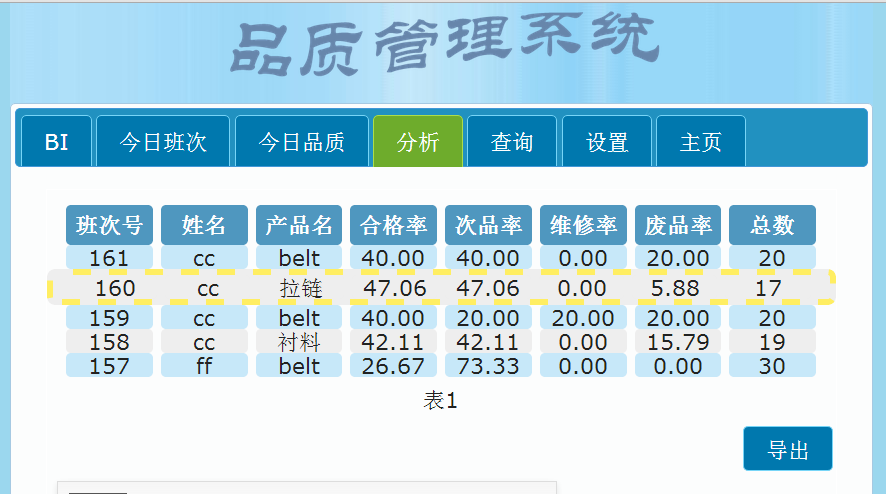 品质管理系统
BI 今日班次 今日品质 分析 查询 设置 主页
班次号 姓名 产品名 合格率 次品率 维修率 废品率 总数
161 cc belt 40.00 40.00 0.00 20.00 20
160 cc 拉链 47.06 47.06 0.00 5.88 17
159 cc belt 40.00 20.00 20.00 20.00 20
158 cc 衬料 42.11 42.11 0.00 15.79 19
157 ff belt 26.67 73.33 0.00 0.00 30
表1
导出